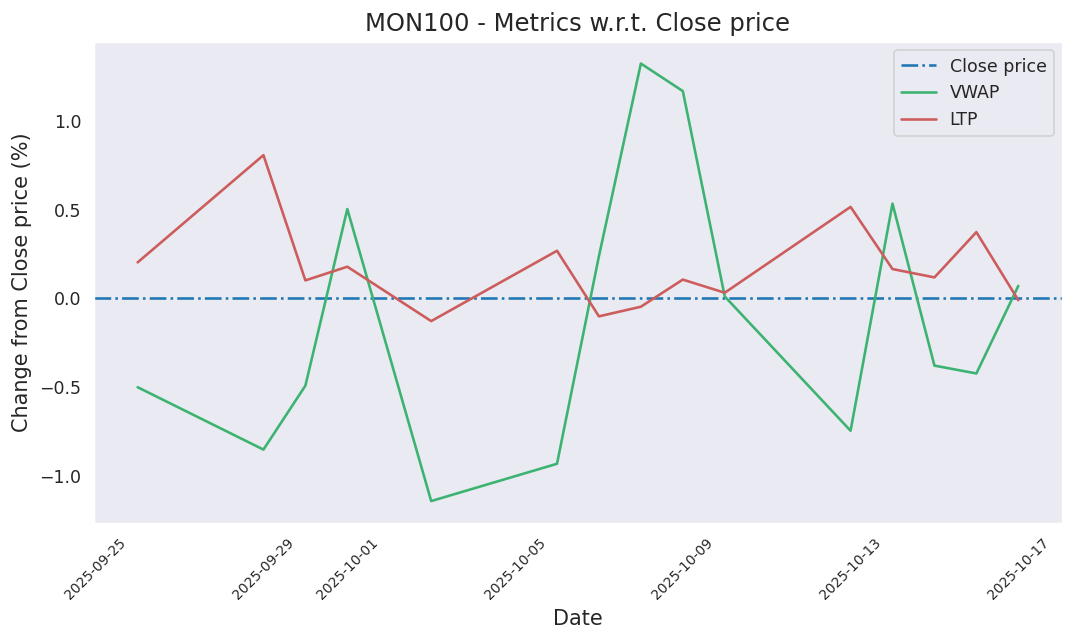 MON100 - Metrics w.r.t. Close price
Close price
VWAP
LTP
Change from Close price (%)
1.0
0.5
0.0
−0.5
−1.0
2025-09-25
2025-09-29
2025-10-01
2025-10-05
2025-10-09
2025-10-13
2025-10-17
Date